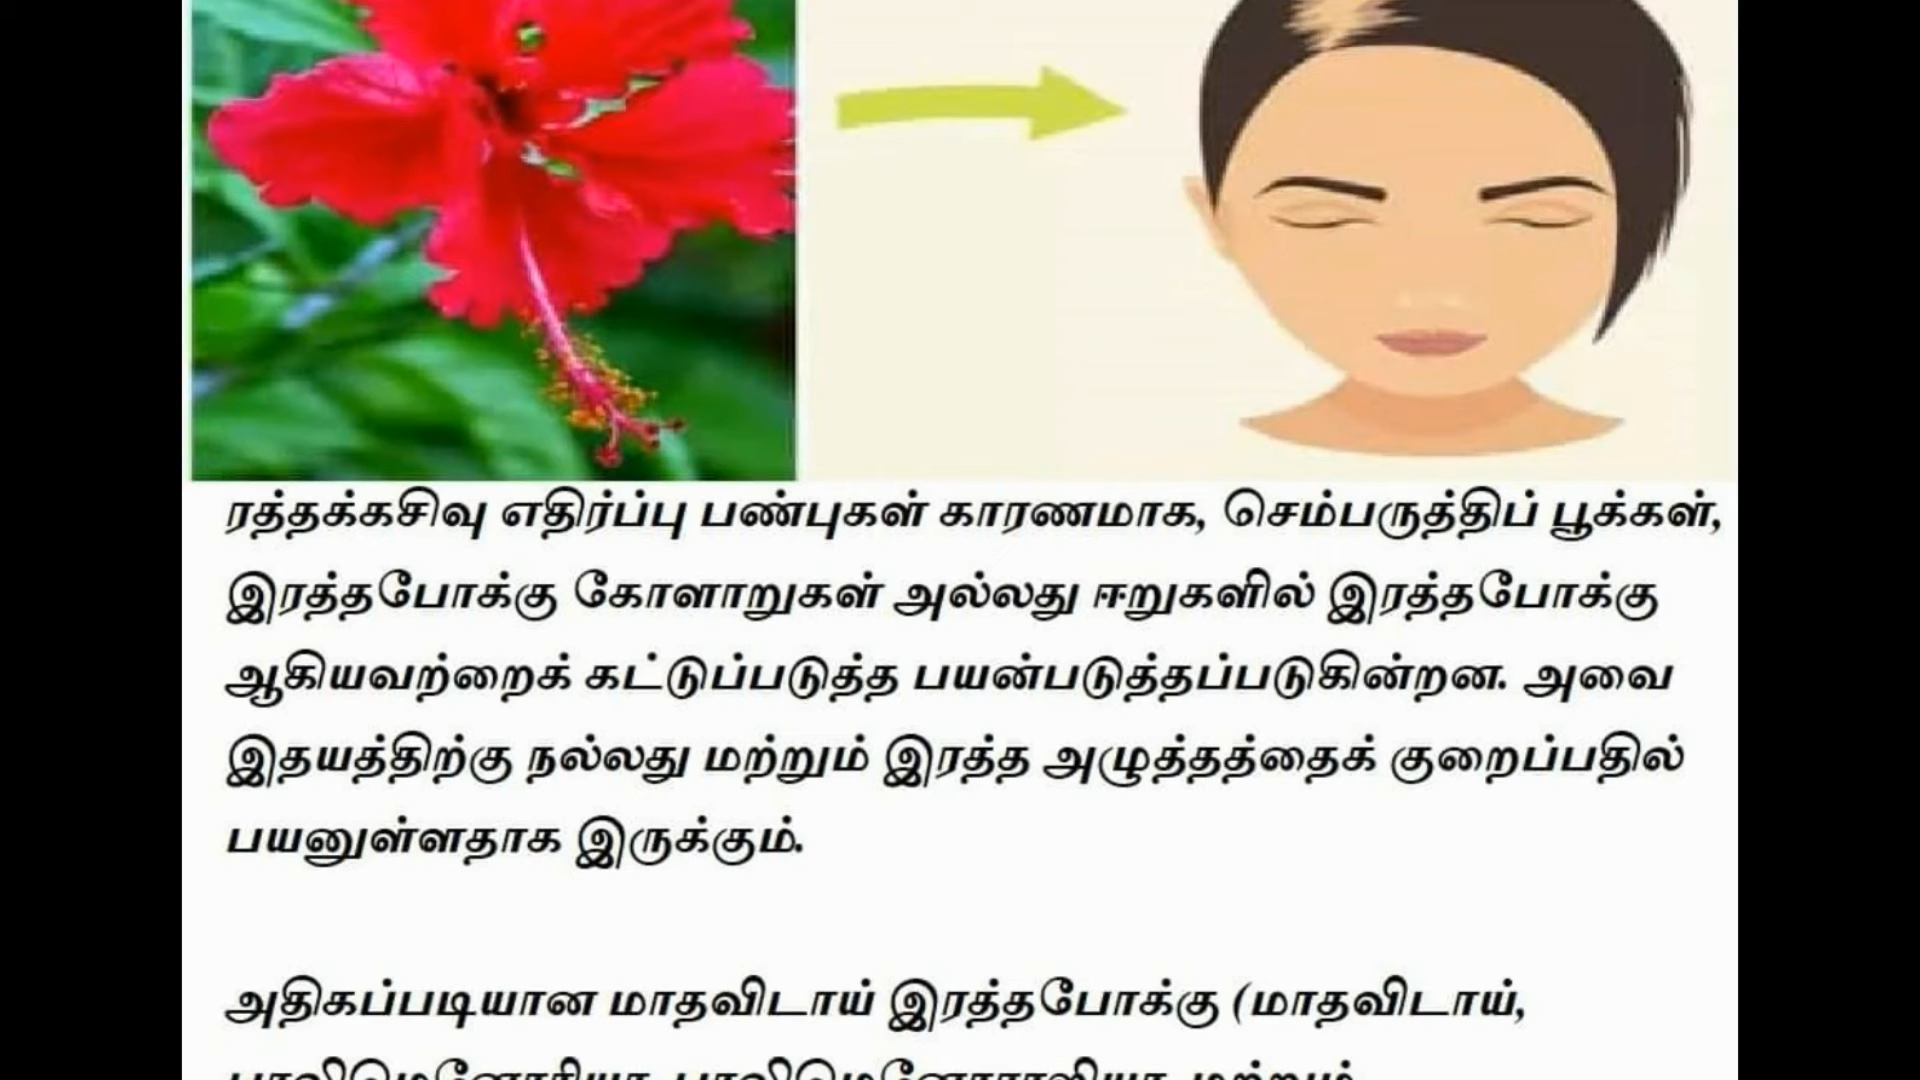 ரத்தக்கசிவு எதிர்ப்பு பண்புகள் காரணமாக, செம்பருத்திப் பூக்கள்,
இரத்தபோக்கு கோளாறுகள் அல்லது ஈறுகளில் இரத்தபோக்கு
ஆகியவற்றைக் கட்டுப்படுத்த பயன்படுத்தப்படுகின்றன. அவை
இதயத்திற்கு நல்லது மற்றும் இரத்த அழுத்தத்தைக் குறைப்பதில்
பயனுள்ளதாக இருக்கும்.
அதிகப்படியான மாதவிடாய் இரத்தபோக்கு (மாதவிடாய்,
மற்றும்